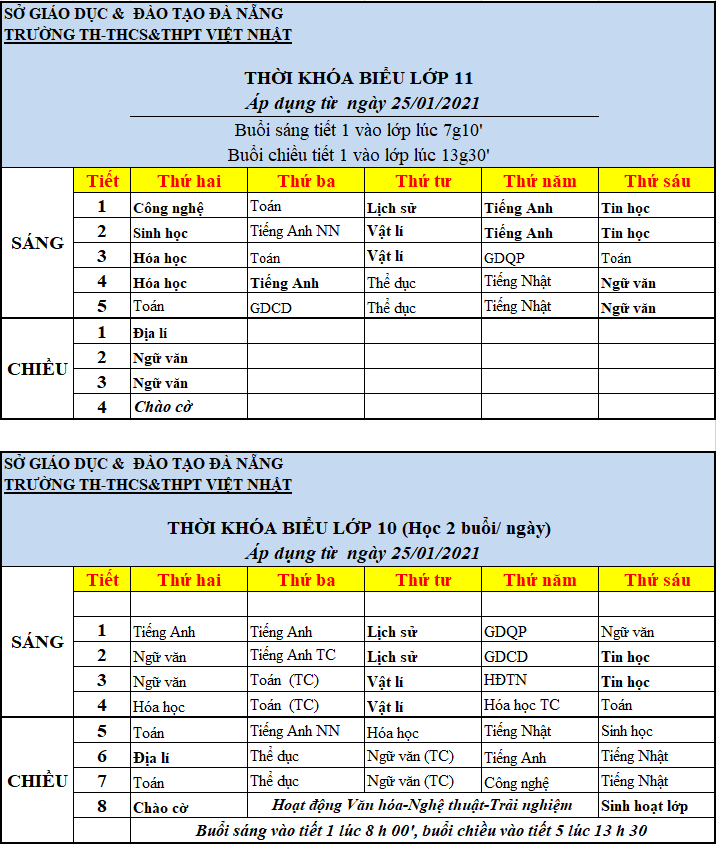 SỞ GIÁO DỤC & ĐÀO TẠO ĐÀ NẴNG
TRƯỜNG TH-THCS&THPT VIỆT NHẬT
THỜI KHÓA BIỂU LỚP 11
Áp dụng từ ngày 25/01/2021
Buổi sáng tiết 1 vào lớp lúc 7g10'
Buổi chiều tiết 1 vào lớp lúc 13g30'
Tiết Thứ hai Thứ ba Thứ tư Thứ năm Thứ sáu
SÁNG
1 Công nghệ Toán Lịch sử Tiếng Anh Tin học
2 Sinh học Tiếng Anh NN Vật lí Tiếng Anh Tin học
3 Hóa học Toán Vật lí GDQP Toán
4 Hóa học Tiếng Anh Thể dục Tiếng Nhật Ngữ văn
5 Toán GDCD Thể dục Tiếng Nhật Ngữ văn
CHIỀU
1 Địa lí
2 Ngữ văn
3 Ngữ văn
4 Chào cờ
SỞ GIÁO DỤC & ĐÀO TẠO ĐÀ NẴNG
TRƯỜNG TH-THCS&THPT VIỆT NHẬT
THỜI KHÓA BIỂU LỚP 10 (Học 2 buổi/ ngày)
Áp dụng từ ngày 25/01/2021
Tiết Thứ hai Thứ ba Thứ tư Thứ năm Thứ sáu
SÁNG
1 Tiếng Anh Tiếng Anh Lịch sử GDQP Ngữ văn
2 Ngữ văn Tiếng Anh TC Lịch sử GDCD Tin học
3 Ngữ văn Toán (TC) Vật lí HĐTN Tin học
4 Hóa học Toán (TC) Vật lí Hóa học TC Toán
CHIỀU
5 Toán Tiếng Anh NN Hóa học Tiếng Nhật Sinh học
6 Địa lí Thể dục Ngữ văn (TC) Tiếng Anh Tiếng Nhật
7 Toán Thể dục Ngữ văn (TC) Công nghệ Tiếng Nhật
8 Chào cờ Hoạt động Văn hóa-Nghệ thuật-Trải nghiệm Sinh hoạt lớp
Buổi sáng vào tiết 1 lúc 8 h 00', buổi chiều vào tiết 5 lúc 13 h 30